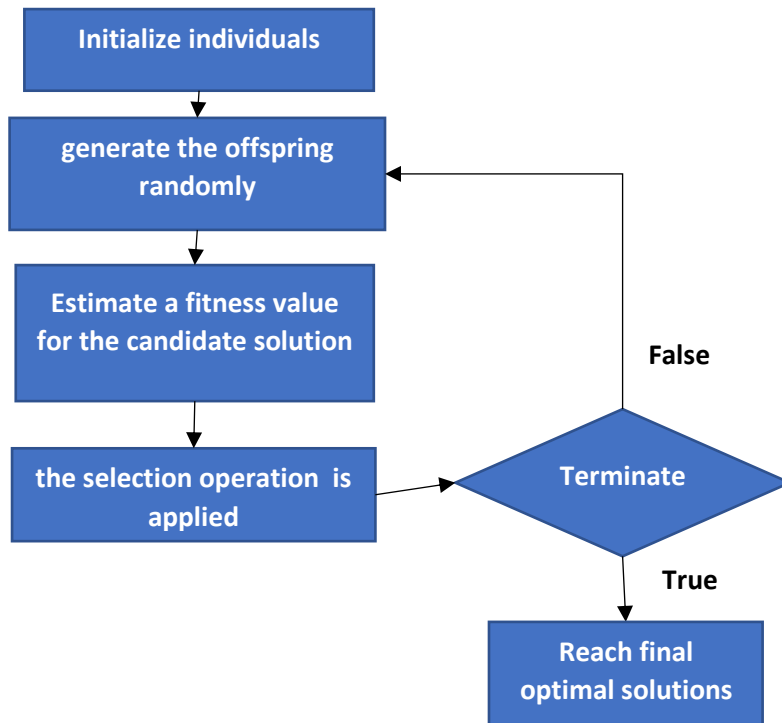 Initialize individuals
generate the offspring
randomly
Estimate a fitness value
for the candidate solution
False
the selection operation  is
applied
Terminate
True
Reach final
optimal solutions